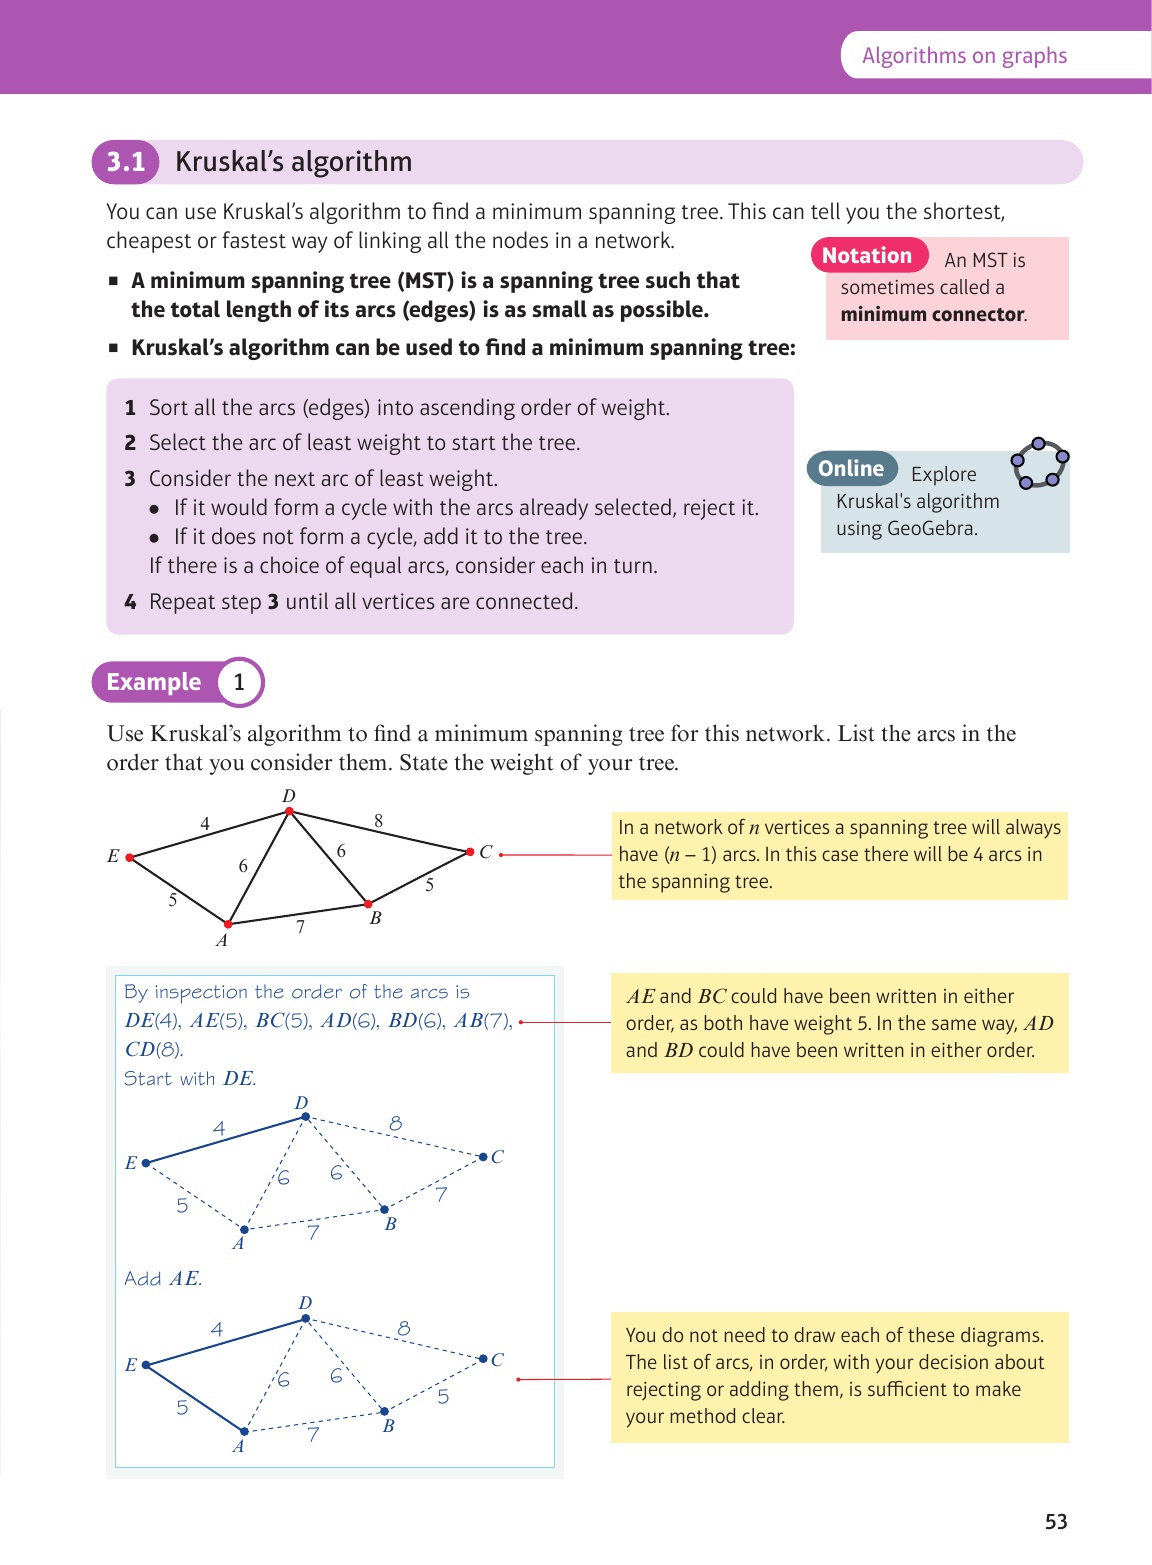 Algorithms on graphs
3.1 Kruskal’s algorithm
You can use Kruskal’s algorithm to find a minimum spanning tree. This can tell you the shortest,
cheapest or fastest way of linking all the nodes in a network.
■ A minimum spanning tree (MST) is a spanning tree such that
the total length of its arcs (edges) is as small as possible.
■ Kruskal’s algorithm can be used to find a minimum spanning tree:
Notation An MST is
sometimes called a
minimum connector.
1 Sort all the arcs (edges) into ascending order of weight.
2 Select the arc of least weight to start the tree.
3 Consider the next arc of least weight.
● If it would form a cycle with the arcs already selected, reject it.
● If it does not form a cycle, add it to the tree.
If there is a choice of equal arcs, consider each in turn.
4 Repeat step 3 until all vertices are connected.
Online Explore
Kruskal's algorithm
using GeoGebra.
Example 1
Use Kruskal’s algorithm to find a minimum spanning tree for this network. List the arcs in the
order that you consider them. State the weight of your tree.
D
4
8
E
6
6
C
5
5
A
7
B
In a network of n vertices a spanning tree will always
have (n – 1) arcs. In this case there will be 4 arcs in
the spanning tree.
By inspection the order of the arcs is
DE(4), AE(5), BC(5), AD(6), BD(6), AB(7),
CD(8).
Start with DE.
AE and BC could have been written in either
order, as both have weight 5. In the same way, AD
and BD could have been written in either order.
D
4
8
E
6
6
C
5
7
A
7
B
Add AE.
D
4
8
E
6
6
C
5
5
A
7
B
You do not need to draw each of these diagrams.
The list of arcs, in order, with your decision about
rejecting or adding them, is sufficient to make
your method clear.
53